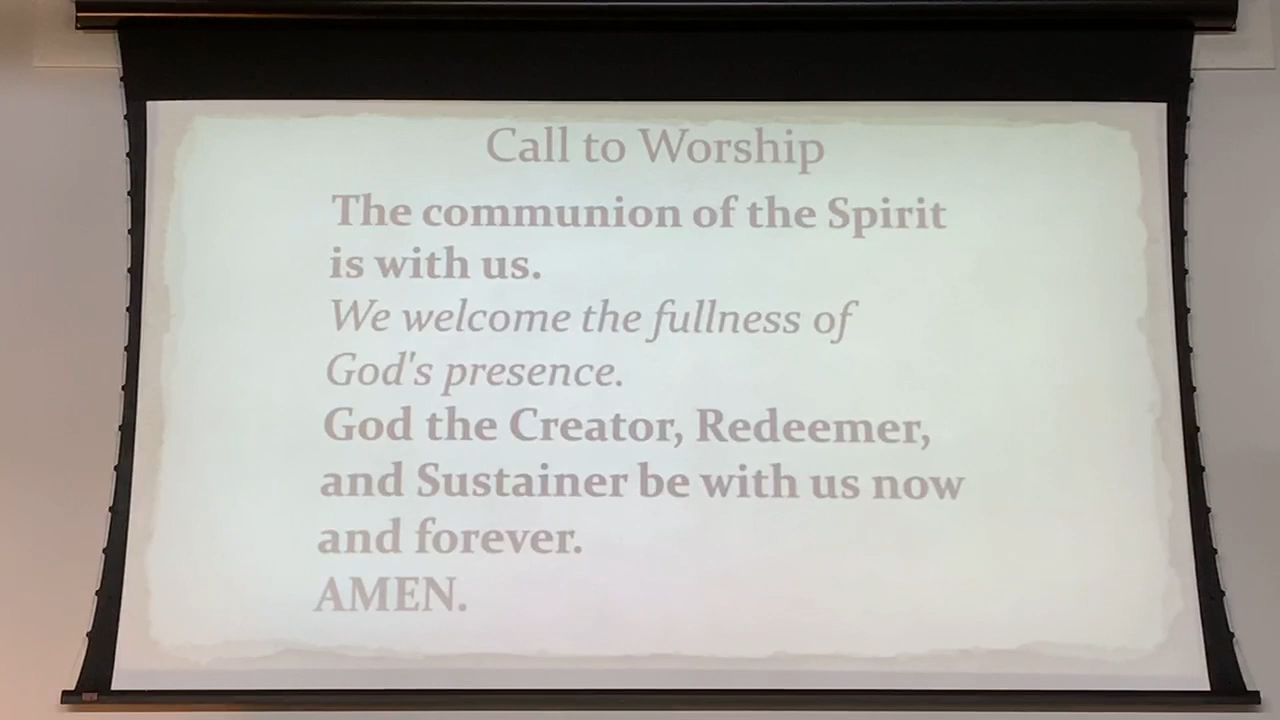 Call to Worship
The communion of the Spirit
is with us.
We welcome the fullness of
God's presence.
God the Creator, Redeemer,
and Sustainer be with us now
and forever.
AMEN.